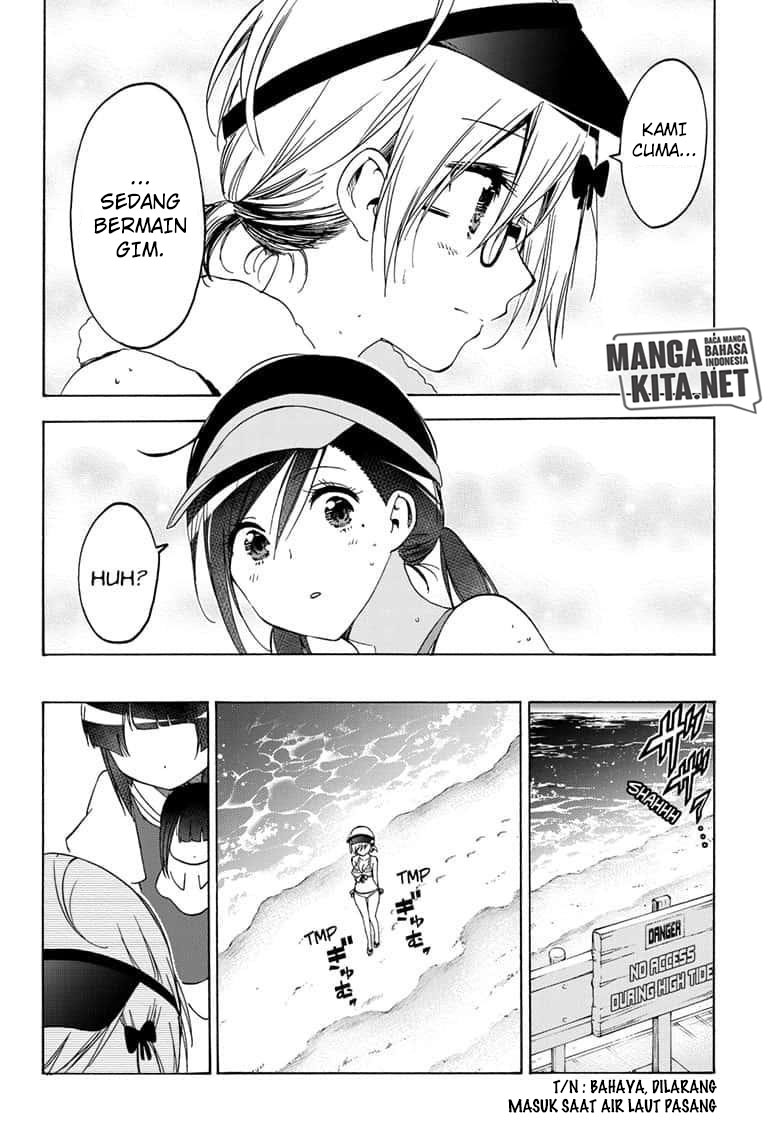 KAMI
CUMA...
...
SEDANG
BERMAIN
GIM.
MANGA
KITA.NET
BACA MANGA
BAHASA
INDONESIA
HUH?
ザザザ...
SHAHHH
DANGER
NO ACCESS
DURING HIGH TIDE
TMP
ぎゅむ
TMP
ぎゅむ
T/N : BAHAYA, DILARANG
MASUK SAAT AIR LAUT PASANG